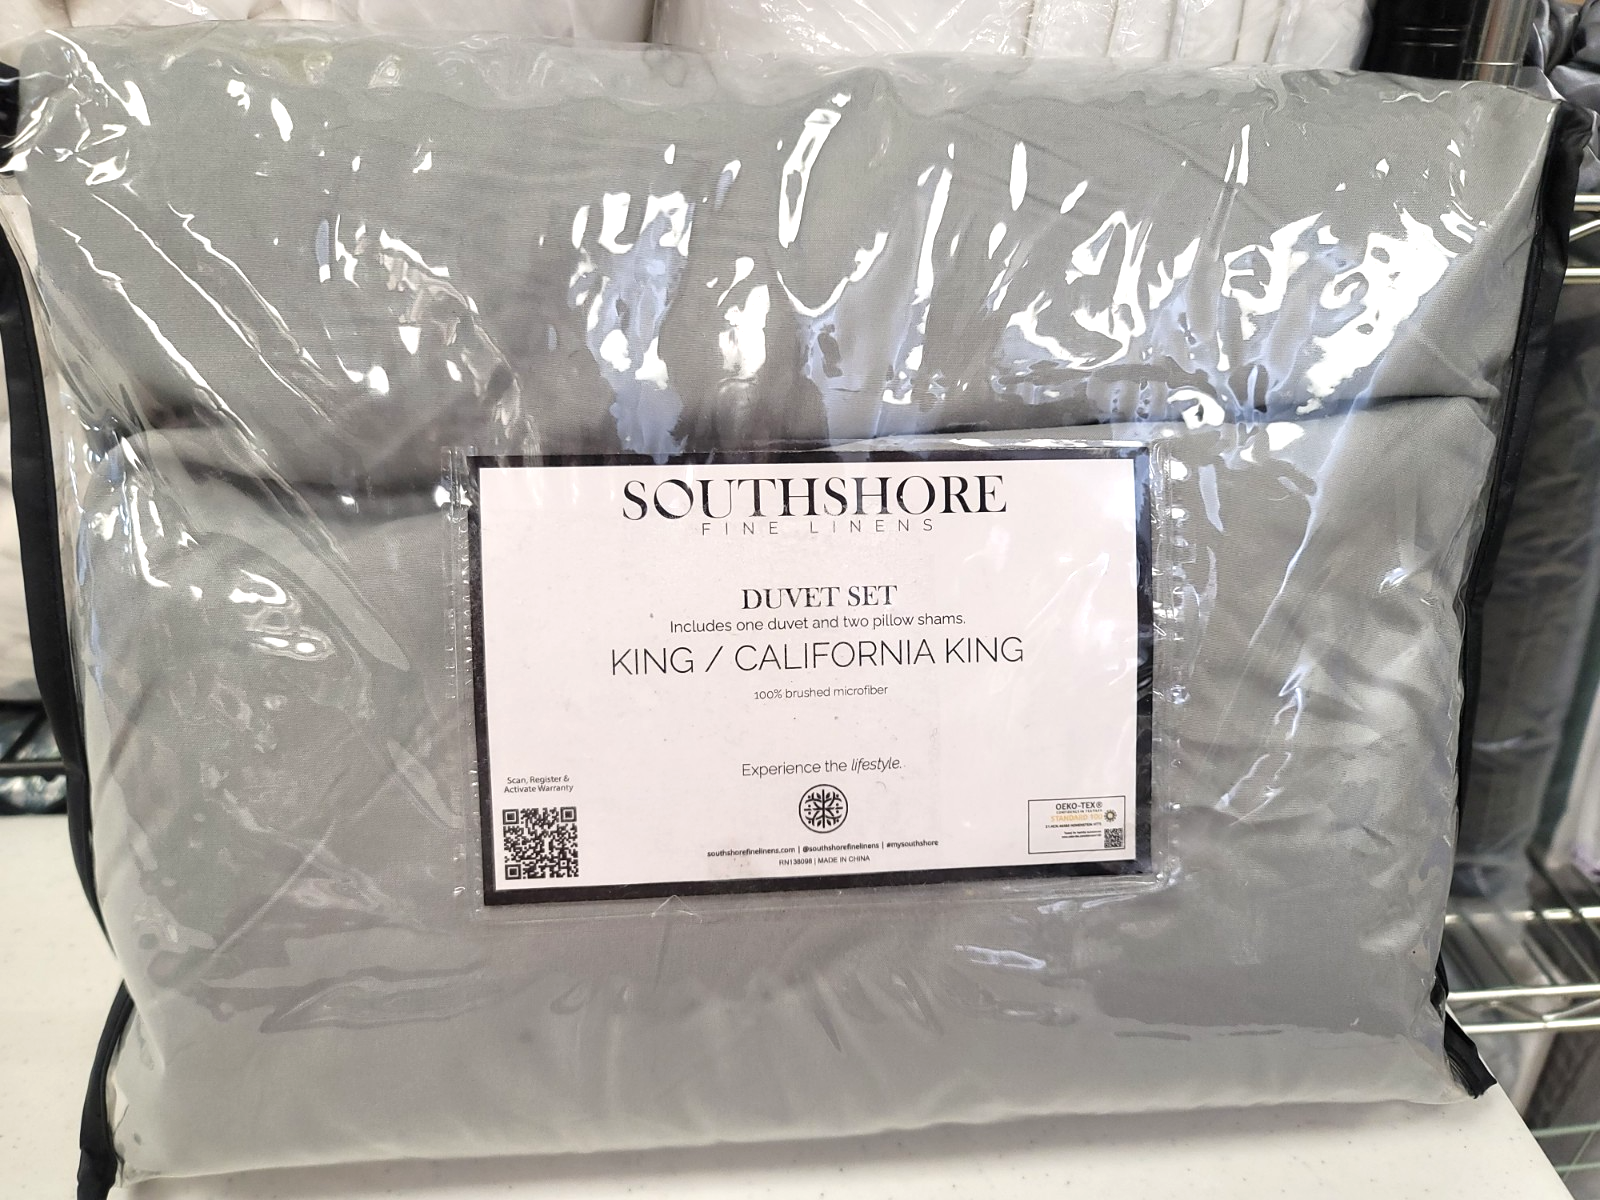 SOUTHSHORE
FINE LINENS
DUVET SET
Includes one duvet and two pillow shams.
KING / CALIFORNIA KING
100% brushed microfiber
Experience the lifestyle.
Scan, Register &
Activate Warranty
southshorefinelinens.com | @southshorefinelinens | #mysouthshore
RN138098 | MADE IN CHINA
OEKO-TEX®
STANDARD 100